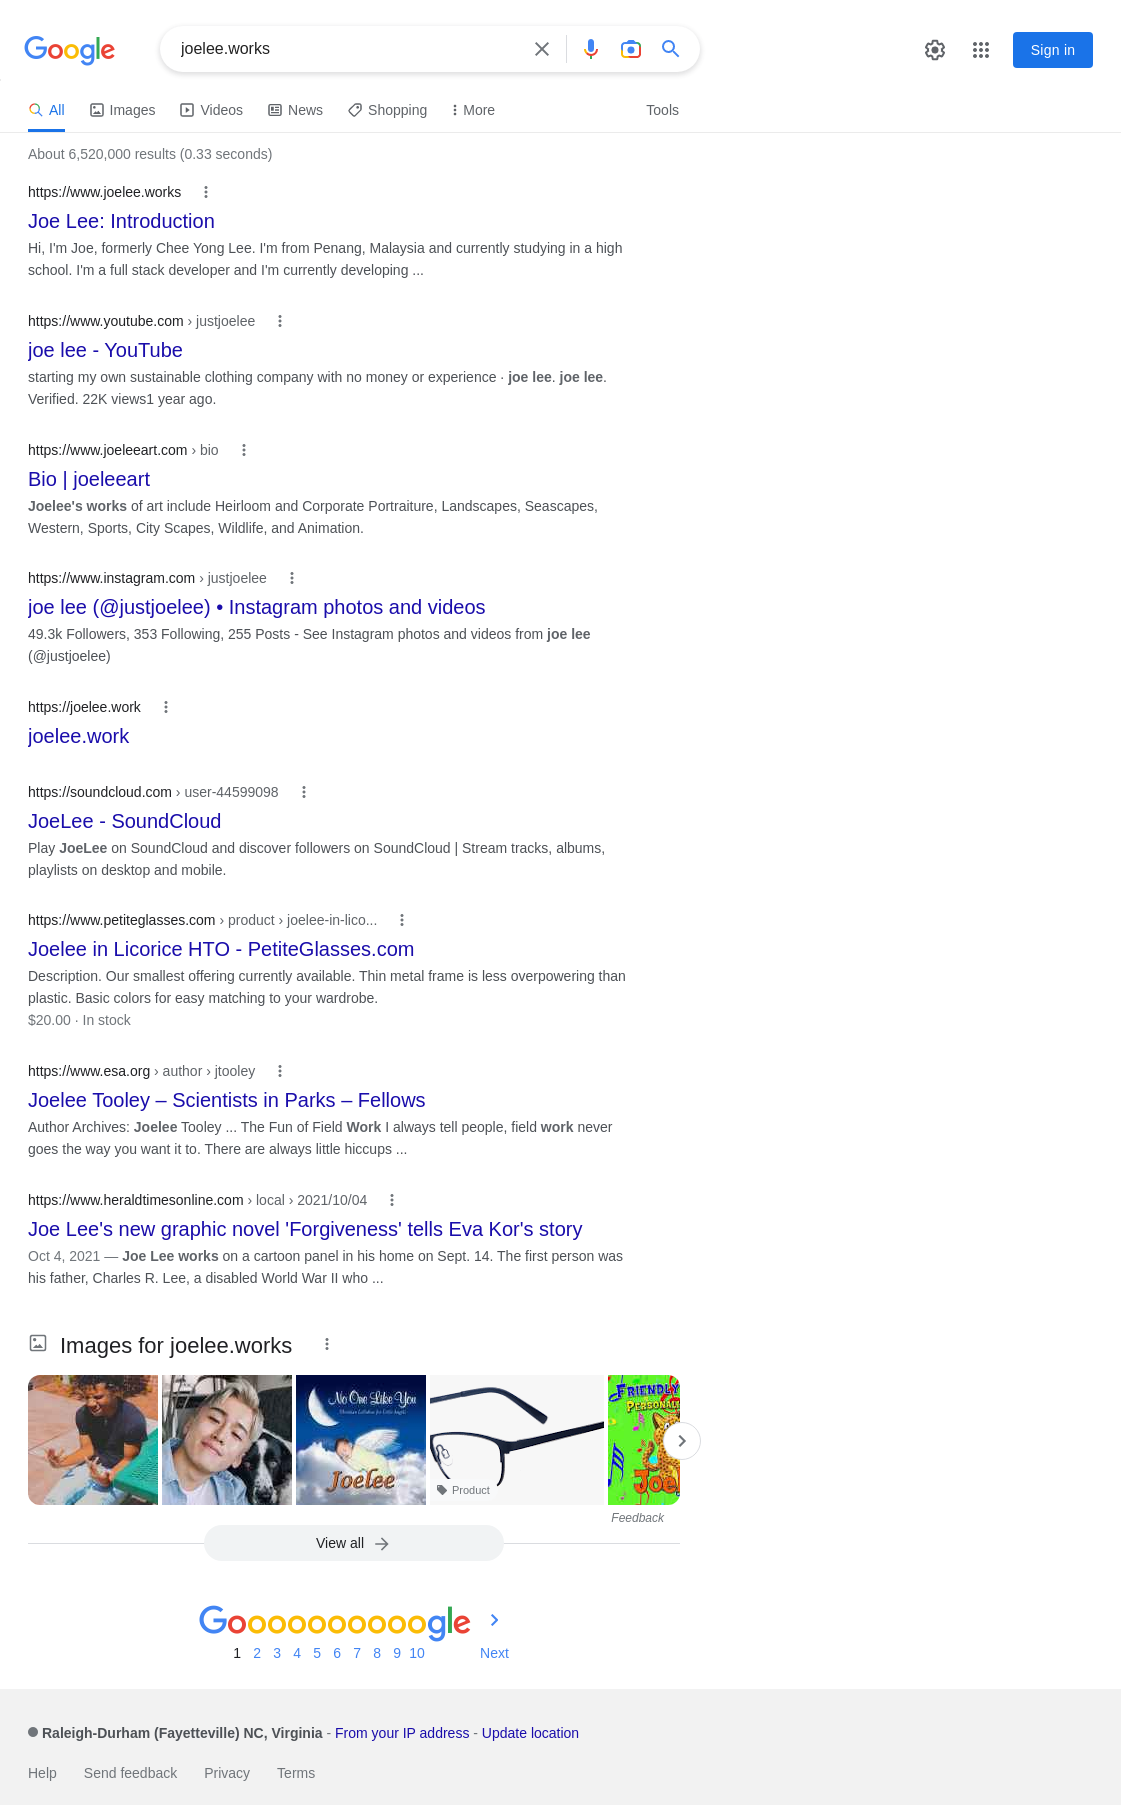 Google
joelee.works
Sign in
All
Images
Videos
News
Shopping
More
Tools
About 6,520,000 results (0.33 seconds)
https://www.joelee.works
Joe Lee: Introduction
Hi, I'm Joe, formerly Chee Yong Lee. I'm from Penang, Malaysia and currently studying in a high
school. I'm a full stack developer and I'm currently developing ...
https://www.youtube.com › justjoelee
joe lee - YouTube
starting my own sustainable clothing company with no money or experience · joe lee. joe lee.
Verified. 22K views1 year ago.
https://www.joeleeart.com › bio
Bio | joeleeart
Joelee's works of art include Heirloom and Corporate Portraiture, Landscapes, Seascapes,
Western, Sports, City Scapes, Wildlife, and Animation.
https://www.instagram.com › justjoelee
joe lee (@justjoelee) • Instagram photos and videos
49.3k Followers, 353 Following, 255 Posts - See Instagram photos and videos from joe lee
(@justjoelee)
https://joelee.work
joelee.work
https://soundcloud.com › user-44599098
JoeLee - SoundCloud
Play JoeLee on SoundCloud and discover followers on SoundCloud | Stream tracks, albums,
playlists on desktop and mobile.
https://www.petiteglasses.com › product › joelee-in-lico...
Joelee in Licorice HTO - PetiteGlasses.com
Description. Our smallest offering currently available. Thin metal frame is less overpowering than
plastic. Basic colors for easy matching to your wardrobe.
$20.00 · In stock
https://www.esa.org › author › jtooley
Joelee Tooley – Scientists in Parks – Fellows
Author Archives: Joelee Tooley ... The Fun of Field Work I always tell people, field work never
goes the way you want it to. There are always little hiccups ...
https://www.heraldtimesonline.com › local › 2021/10/04
Joe Lee's new graphic novel 'Forgiveness' tells Eva Kor's story
Oct 4, 2021 — Joe Lee works on a cartoon panel in his home on Sept. 14. The first person was
his father, Charles R. Lee, a disabled World War II who ...
Images for joelee.works
No One Like You
Christian Lullabies for Little Angels
Joelee
Product
FRIENDLY
PERSONAL
JOE
Feedback
View all
Goooooooooogle
1 2 3 4 5 6 7 8 9 10 Next
Raleigh-Durham (Fayetteville) NC, Virginia - From your IP address - Update location
Help Send feedback Privacy Terms